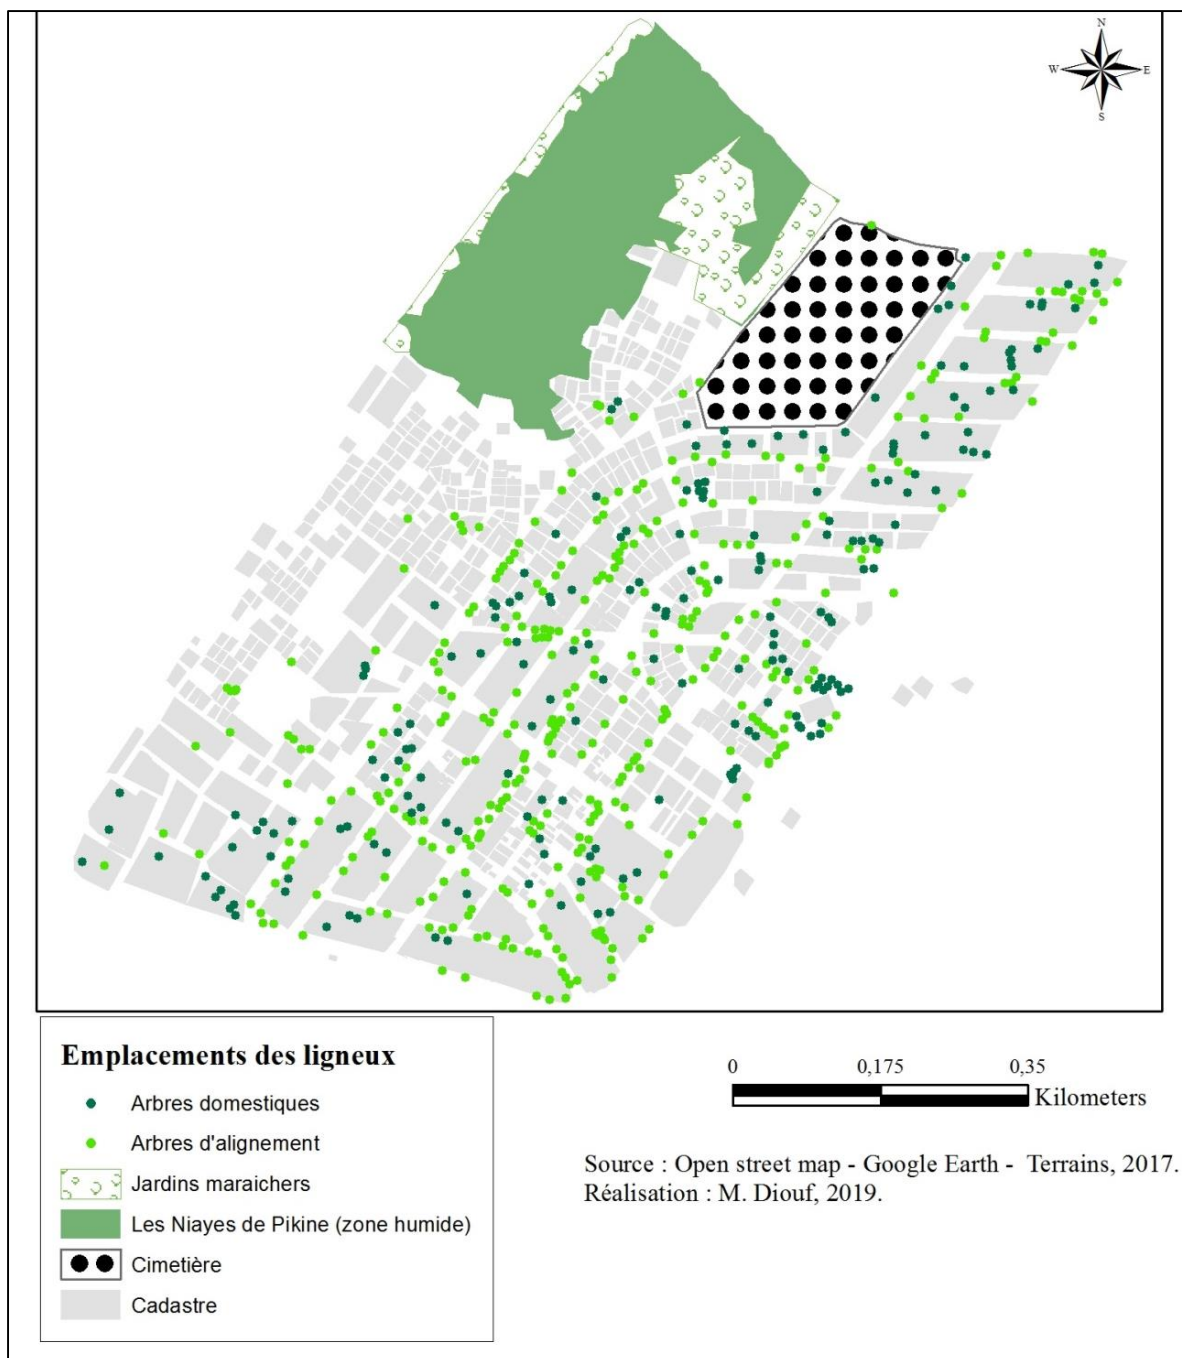 N
W E
S
Emplacements des ligneux
Arbres domestiques
Arbres d'alignement
Jardins maraichers
Les Niayes de Pikine (zone humide)
Cimetière
Cadastre
0 0,175 0,35
Kilometers
Source : Open street map - Google Earth - Terrains, 2017.
Réalisation : M. Diouf, 2019.